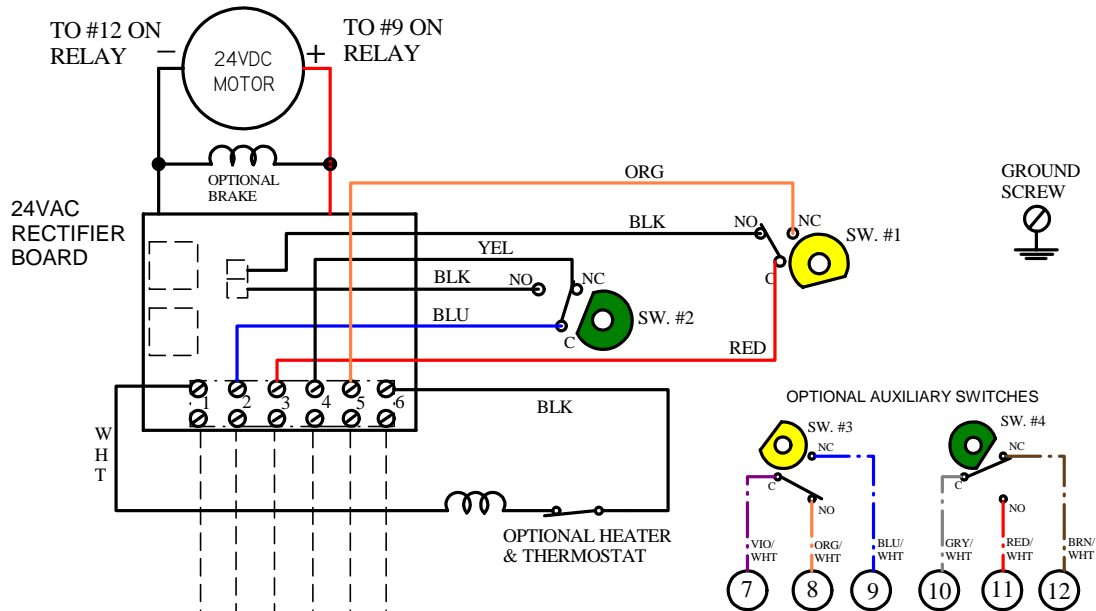 TO #12 ON
RELAY
−
24VDC
MOTOR
+
TO #9 ON
RELAY
OPTIONAL
BRAKE
24VAC
RECTIFIER
BOARD
ORG
GROUND
SCREW
BLK
NO
NC
C
SW. #1
YEL
BLK
NO
NC
BLU
C
SW. #2
RED
1
2
3
4
5
6
BLK
W
H
T
OPTIONAL HEATER
& THERMOSTAT
OPTIONAL AUXILIARY SWITCHES
SW. #3
NC
C
NO
VIO/
WHT
ORG/
WHT
BLU/
WHT
7
8
9
SW. #4
NC
C
NO
GRY/
WHT
RED/
WHT
BRN/
WHT
10
11
12